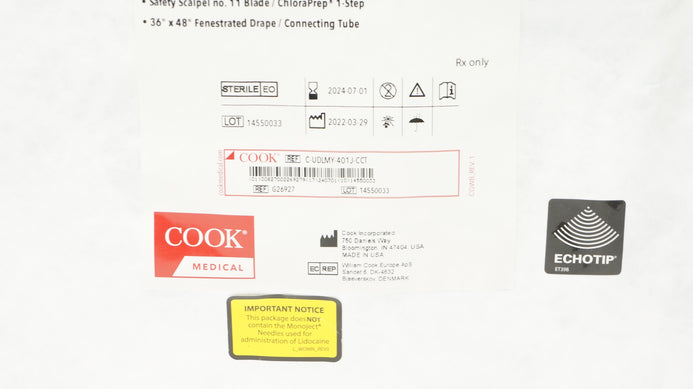 • Safety Scalpel no. 11 Blade / ChloraPrep® 1-Step
• 36" x 48" Fenestrated Drape / Connecting Tube
Rx only
STERILE EO
2024-07-01
LOT 14550033
2022-03-29
cookmedical.com
COOK® REF C-UDLMY-401J-CCT
REF G26927
LOT 14550033
COOK®
MEDICAL
Cook Incorporated
750 Daniels Way
Bloomington, IN 47404, USA
MADE IN USA
EC REP
William Cook Europe ApS
Sandet 6, DK-4632
Bjaeverskov, DENMARK
ECHOTIP®
IMPORTANT NOTICE
This package does NOT
contain the Monoject®
Needles used for
administration of Lidocaine